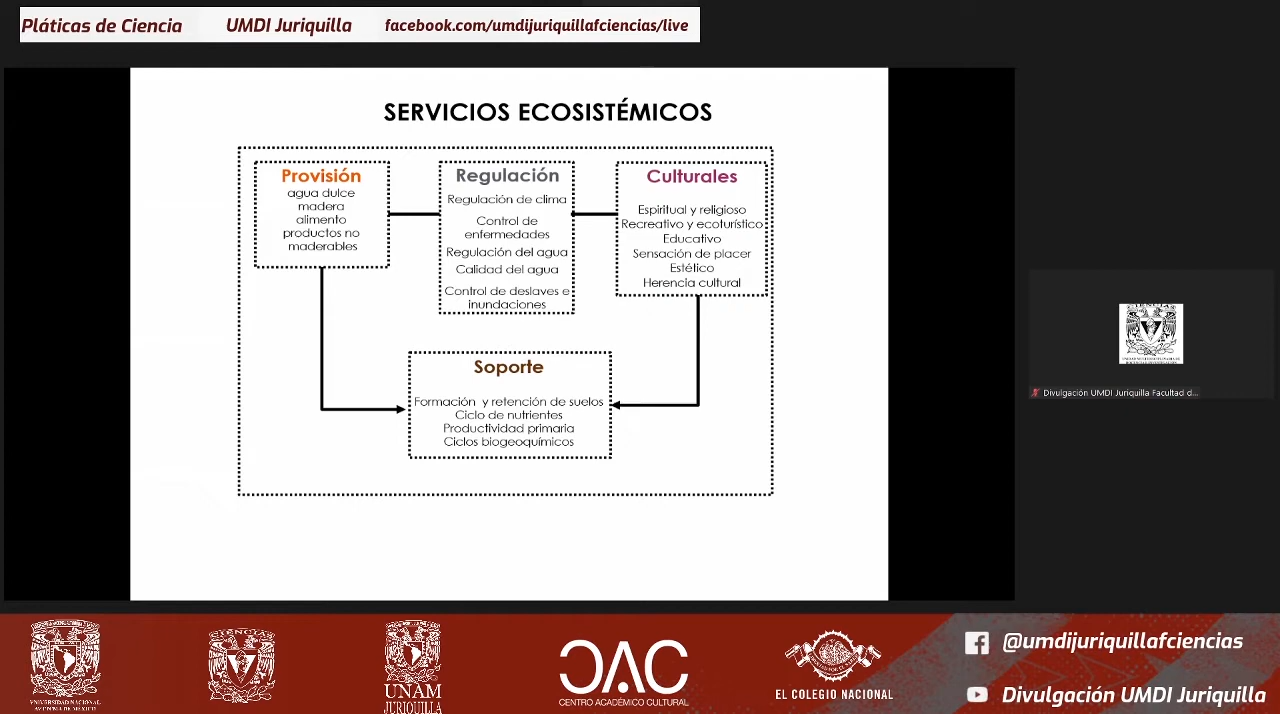 Pláticas de Ciencia UMDI Juriquilla facebook.com/umdijuriquillafciencias/live
SERVICIOS ECOSISTÉMICOS
Provisión
agua dulce
madera
alimento
productos no
maderables
Regulación
Regulación de clima
Control de
enfermedades
Regulación del agua
Calidad del agua
Control de deslaves e
inundaciones
Culturales
Espiritual y religioso
Recreativo y ecoturístico
Educativo
Sensación de placer
Estético
Herencia cultural
Soporte
Formación y retención de suelos
Ciclo de nutrientes
Productividad primaria
Ciclos biogeoquímicos
CIENCIAS
Divulgación UMDI Juriquilla Facultad d...
CIENCIAS
UNAM
JURIQUILLA
CAC
CENTRO ACADÉMICO CULTURAL
EL COLEGIO NACIONAL
@umdijuriquillafciencias
Divulgación UMDI Juriquilla